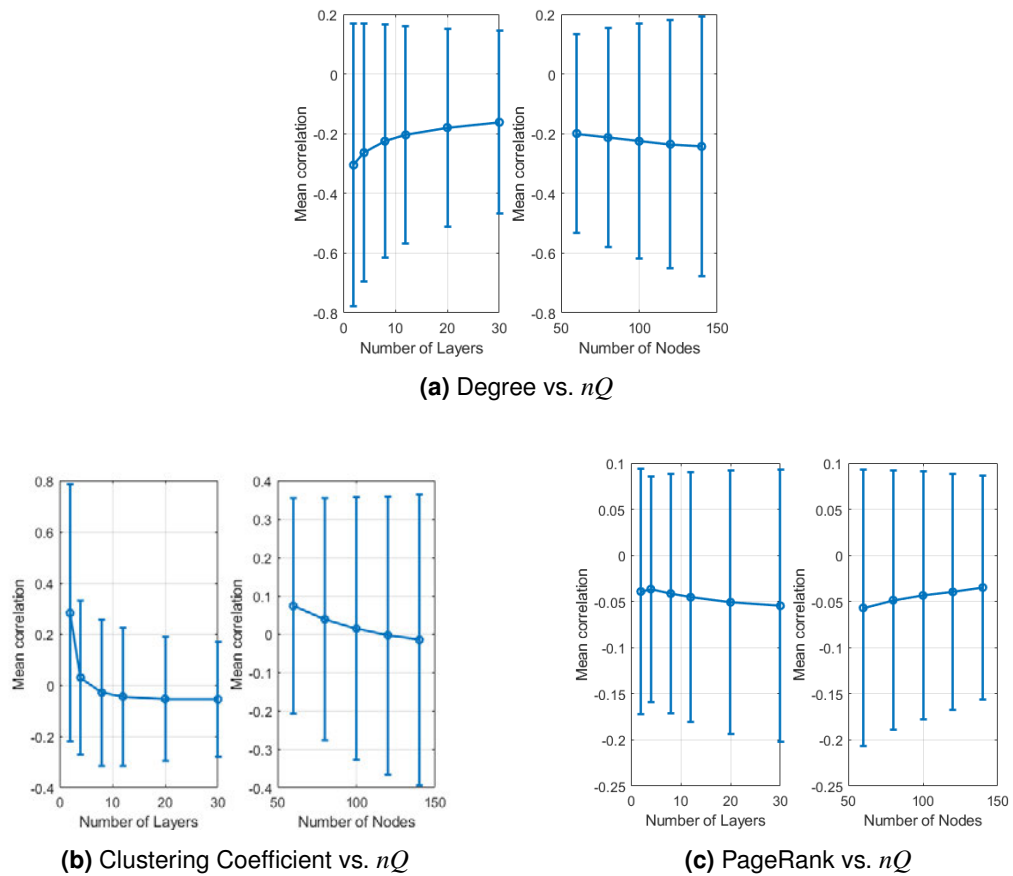 0.2
0
-0.2
-0.4
-0.6
-0.8
Mean correlation
0 10 20 30
Number of Layers
0.2
0
-0.2
-0.4
-0.6
-0.8
Mean correlation
50 100 150
Number of Nodes
(a) Degree vs. nQ
0.8
0.6
0.4
0.2
0
-0.2
-0.4
Mean correlation
0 10 20 30
Number of Layers
0.4
0.3
0.2
0.1
0
-0.1
-0.2
-0.3
-0.4
Mean correlation
50 100 150
Number of Nodes
(b) Clustering Coefficient vs. nQ
0.1
0.05
0
-0.05
-0.1
-0.15
-0.2
-0.25
Mean correlation
0 10 20 30
Number of Layers
0.1
0.05
0
-0.05
-0.1
-0.15
-0.2
-0.25
Mean correlation
50 100 150
Number of Nodes
(c) PageRank vs. nQ